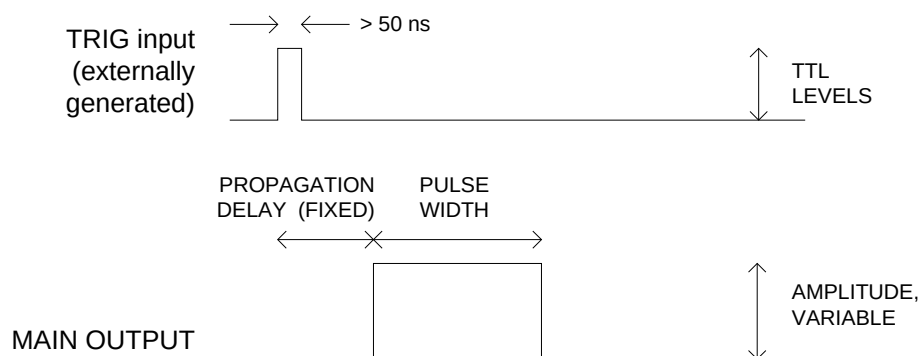 > 50 ns
TRIG input
(externally
generated)
TTL
LEVELS
PROPAGATION
DELAY (FIXED)
PULSE
WIDTH
AMPLITUDE,
VARIABLE
MAIN OUTPUT